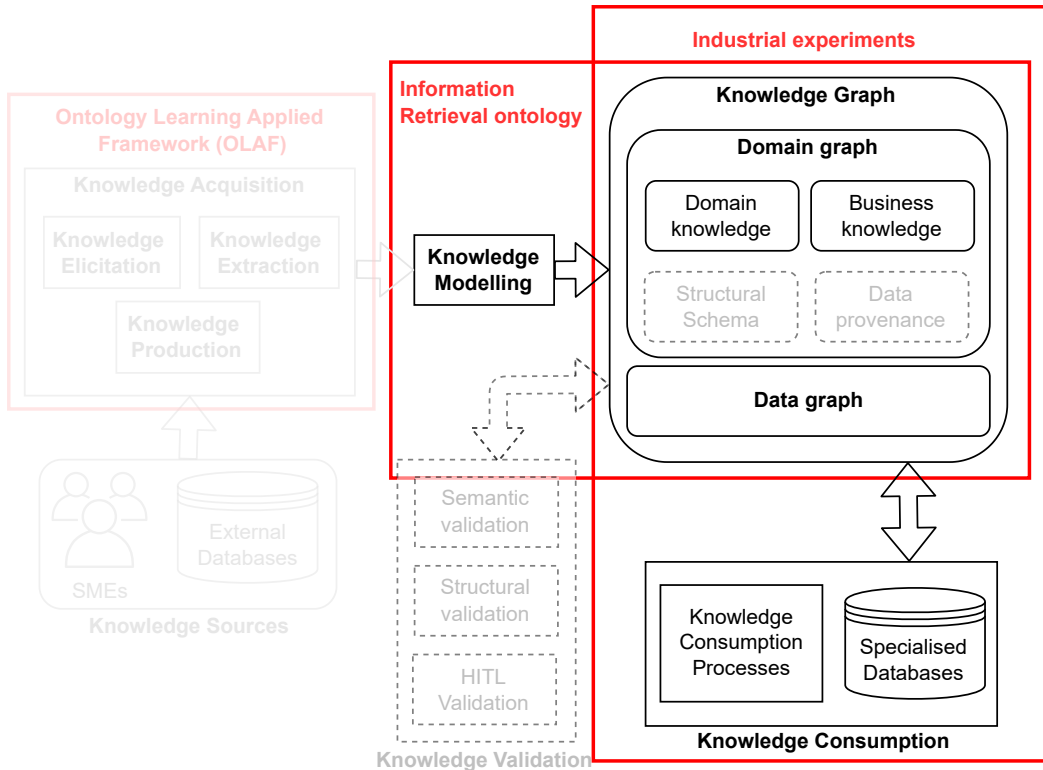 Industrial experiments
Information
Retrieval ontology
Knowledge Graph
Ontology Learning Applied
Framework (OLAF)
Domain graph
Knowledge Acquisition
Domain
knowledge
Business
knowledge
Knowledge
Elicitation
Knowledge
Extraction
Knowledge
Modelling
Structural
Schema
Data
provenance
Knowledge
Production
Data graph
Semantic
validation
External
Databases
SMEs
Knowledge Sources
Structural
validation
Knowledge
Consumption
Processes
Specialised
Databases
HITL
Validation
Knowledge Validation
Knowledge Consumption